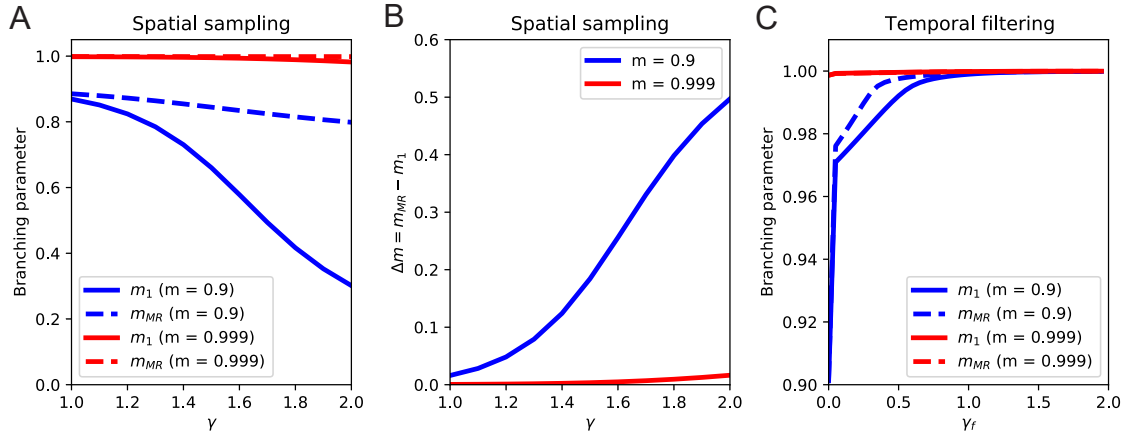 A
Spatial sampling
Branching parameter
1.0
0.8
0.6
0.4
0.2
0.0
m₁ (m = 0.9)
m_MR (m = 0.9)
m₁ (m = 0.999)
m_MR (m = 0.999)
1.0 1.2 1.4 1.6 1.8 2.0
γ
B
Spatial sampling
Δm = m_MR − m₁
0.6
0.5
0.4
0.3
0.2
0.1
0.0
m = 0.9
m = 0.999
1.0 1.2 1.4 1.6 1.8 2.0
γ
C
Temporal filtering
Branching parameter
1.00
0.98
0.96
0.94
0.92
0.90
m₁ (m = 0.9)
m_MR (m = 0.9)
m₁ (m = 0.999)
m_MR (m = 0.999)
0.0 0.5 1.0 1.5 2.0
γ_f